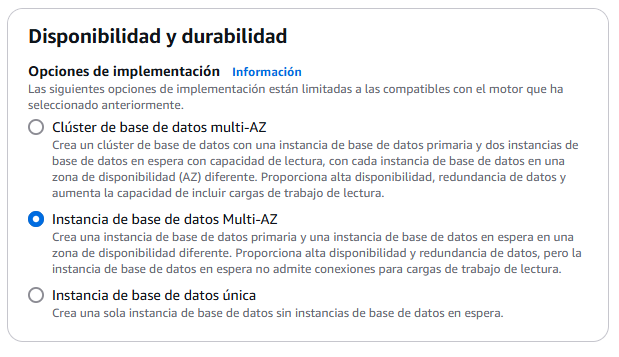 Disponibilidad y durabilidad
Opciones de implementación Información
Las siguientes opciones de implementación están limitadas a las compatibles con el motor que ha
seleccionado anteriormente.
Clúster de base de datos multi-AZ
Crea un clúster de base de datos con una instancia de base de datos primaria y dos instancias de
base de datos en espera con capacidad de lectura, con cada instancia de base de datos en una
zona de disponibilidad (AZ) diferente. Proporciona alta disponibilidad, redundancia de datos y
aumenta la capacidad de incluir cargas de trabajo de lectura.
Instancia de base de datos Multi-AZ
Crea una instancia de base de datos primaria y una instancia de base de datos en espera en una
zona de disponibilidad diferente. Proporciona alta disponibilidad y redundancia de datos, pero la
instancia de base de datos en espera no admite conexiones para cargas de trabajo de lectura.
Instancia de base de datos única
Crea una sola instancia de base de datos sin instancias de base de datos en espera.